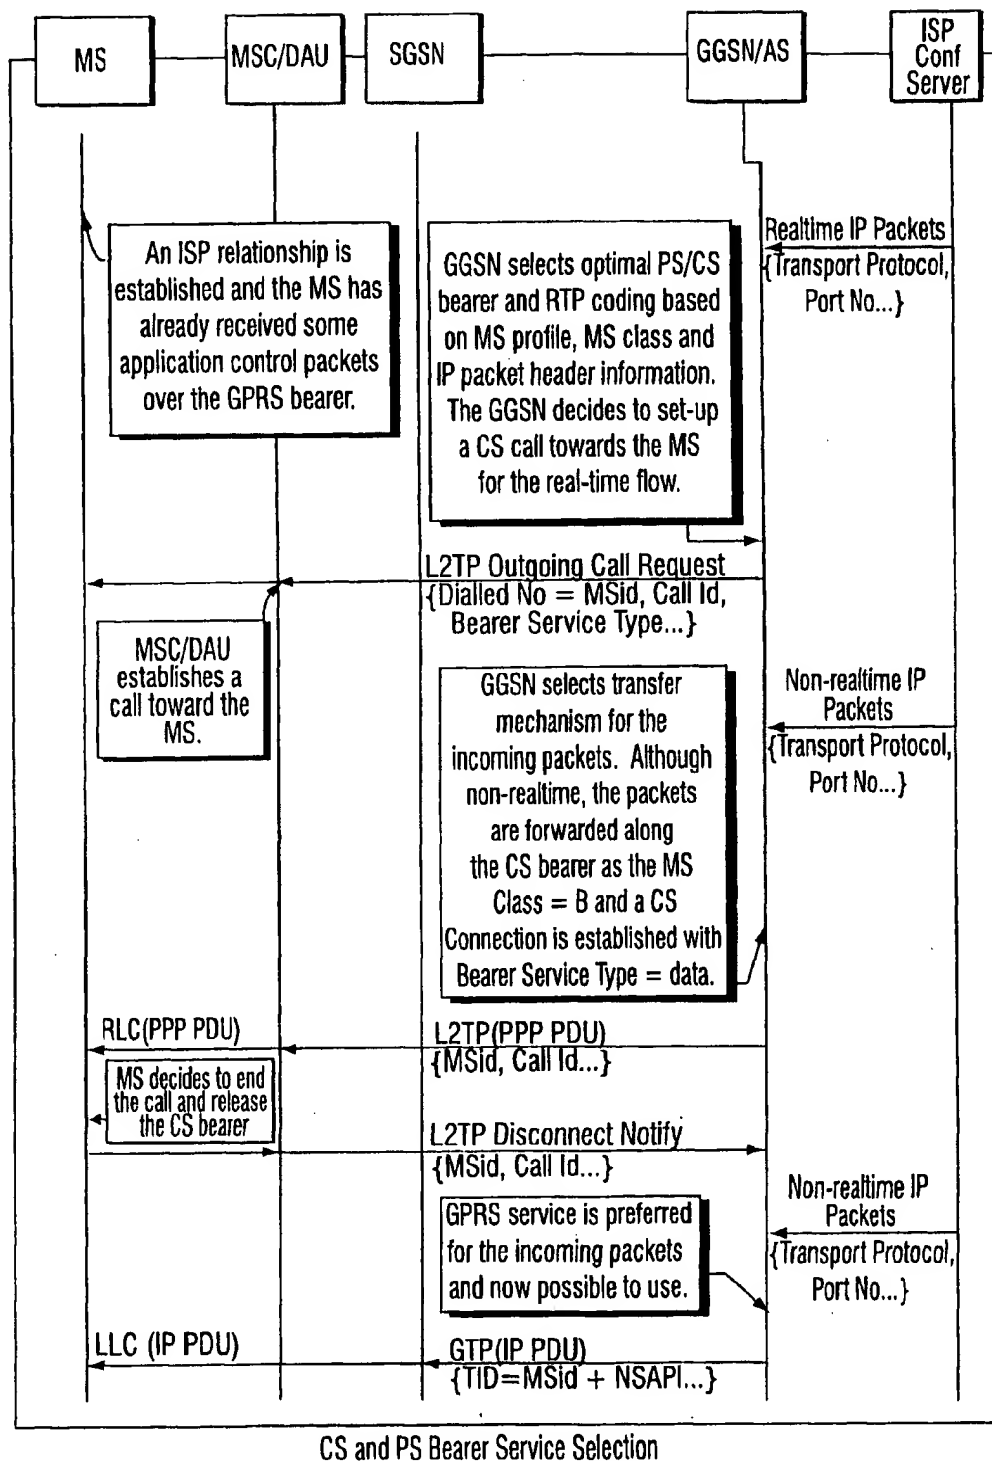 MS
MSC/DAU
SGSN
GGSN/AS
ISP
Conf
Server
An ISP relationship is
established and the MS has
already received some
application control packets
over the GPRS bearer.
GGSN selects optimal PS/CS
bearer and RTP coding based
on MS profile, MS class and
IP packet header information.
The GGSN decides to set-up
a CS call towards the MS
for the real-time flow.
Realtime IP Packets
{Transport Protocol,
Port No...}
L2TP Outgoing Call Request
{Dialled No = MSid, Call Id,
Bearer Service Type...}
MSC/DAU
establishes a
call toward the
MS.
GGSN selects transfer
mechanism for the
incoming packets. Although
non-realtime, the packets
are forwarded along
the CS bearer as the MS
Class = B and a CS
Connection is established with
Bearer Service Type = data.
Non-realtime IP
Packets
{Transport Protocol,
Port No...}
RLC(PPP PDU)
L2TP(PPP PDU)
{MSid, Call Id...}
MS decides to end
the call and release
the CS bearer
L2TP Disconnect Notify
{MSid, Call Id...}
GPRS service is preferred
for the incoming packets
and now possible to use.
Non-realtime IP
Packets
{Transport Protocol,
Port No...}
LLC (IP PDU)
GTP(IP PDU)
{TID=MSid + NSAPI...}
CS and PS Bearer Service Selection